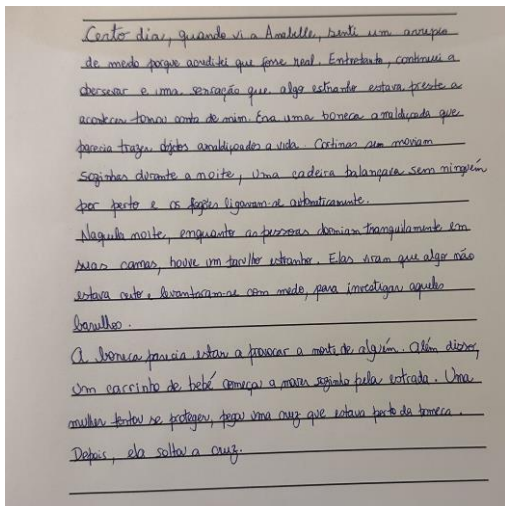 Certo dia, quando vi a Anabelle, senti um arrepio
de medo porque acreditei que fosse real. Entretanto, continuei a
obersevar e uma sensação que algo estranho estava preste a
acontecer tomou conta de mim. Era uma boneca amaldiçoada que
parecia trazer objetos amaldiçoados a vida. Cortinas sem moviam
sozinhas durante a noite, uma cadeira balançava sem ninguém
por perto e os fogões ligavam-se automaticamente.
Naquela noite, enquanto as pessoas dormiam tranquilamente em
suas camas, houve um barulho estranho. Elas viram que algo não
estava certo, levantaram-se com medo, para investigar aqueles
barulhos.
A boneca parecia estar a provocar a morte de alguém. Além disso,
um carrinho de bebé começa a mover sozinho pela estrada. Uma
mulher tentou se proteger, pegou uma cruz que estava perto da boneca.
Depois, ela soltou a cruz.